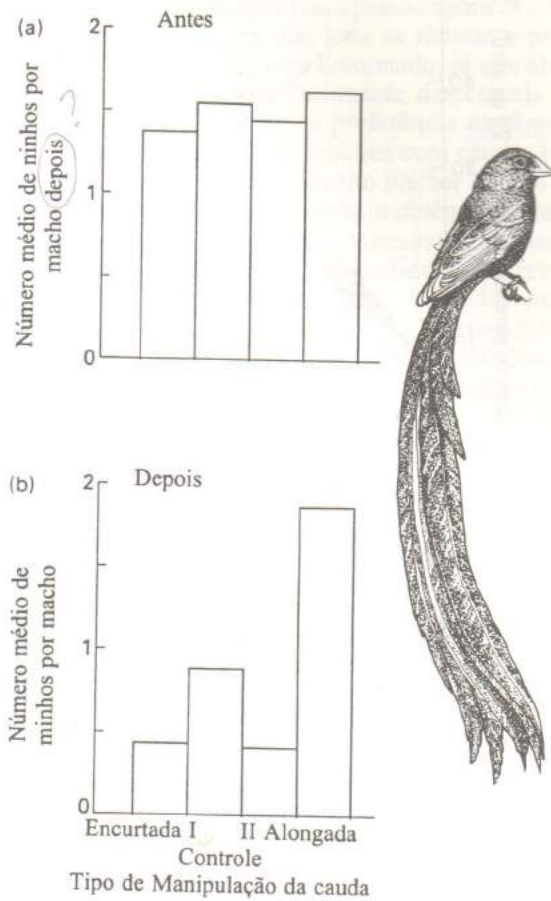 (a)
Antes
2
1
0
Número médio de ninhos por
macho depois
(b)
Depois
2
1
0
Número médio de
minhos por macho
Encurtada I II Alongada
Controle
Tipo de Manipulação da cauda